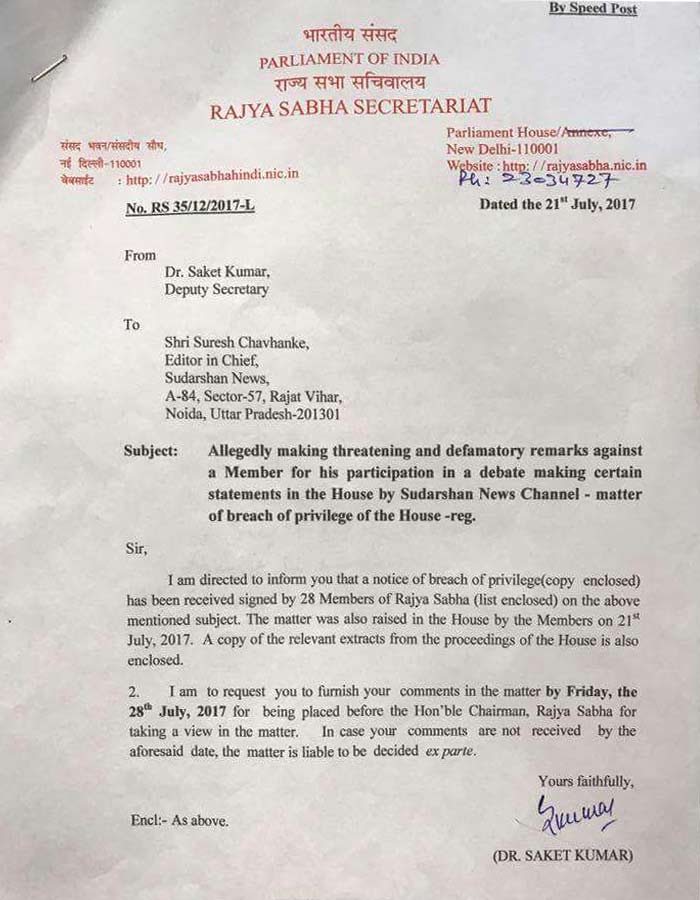 By Speed Post
भारतीय संसद
PARLIAMENT OF INDIA
राज्य सभा सचिवालय
RAJYA SABHA SECRETARIAT
संसद भवन/संसदीय सौध,
नई दिल्ली-110001
वेबसाईट : http://rajyasabhahindi.nic.in
Parliament House/Annexe,
New Delhi-110001
Website : http://rajyasabha.nic.in
Ph: 23034727
No. RS 35/12/2017-L
Dated the 21st July, 2017
From
Dr. Saket Kumar,
Deputy Secretary
To
Shri Suresh Chavhanke,
Editor in Chief,
Sudarshan News,
A-84, Sector-57, Rajat Vihar,
Noida, Uttar Pradesh-201301
Subject: Allegedly making threatening and defamatory remarks against
a Member for his participation in a debate making certain
statements in the House by Sudarshan News Channel - matter
of breach of privilege of the House -reg.
Sir,
I am directed to inform you that a notice of breach of privilege(copy enclosed)
has been received signed by 28 Members of Rajya Sabha (list enclosed) on the above
mentioned subject. The matter was also raised in the House by the Members on 21st
July, 2017. A copy of the relevant extracts from the proceedings of the House is also
enclosed.
2. I am to request you to furnish your comments in the matter by Friday, the
28th July, 2017 for being placed before the Hon'ble Chairman, Rajya Sabha for
taking a view in the matter. In case your comments are not received by the
aforesaid date, the matter is liable to be decided ex parte.
Yours faithfully,
Skumar
Encl:- As above.
(DR. SAKET KUMAR)